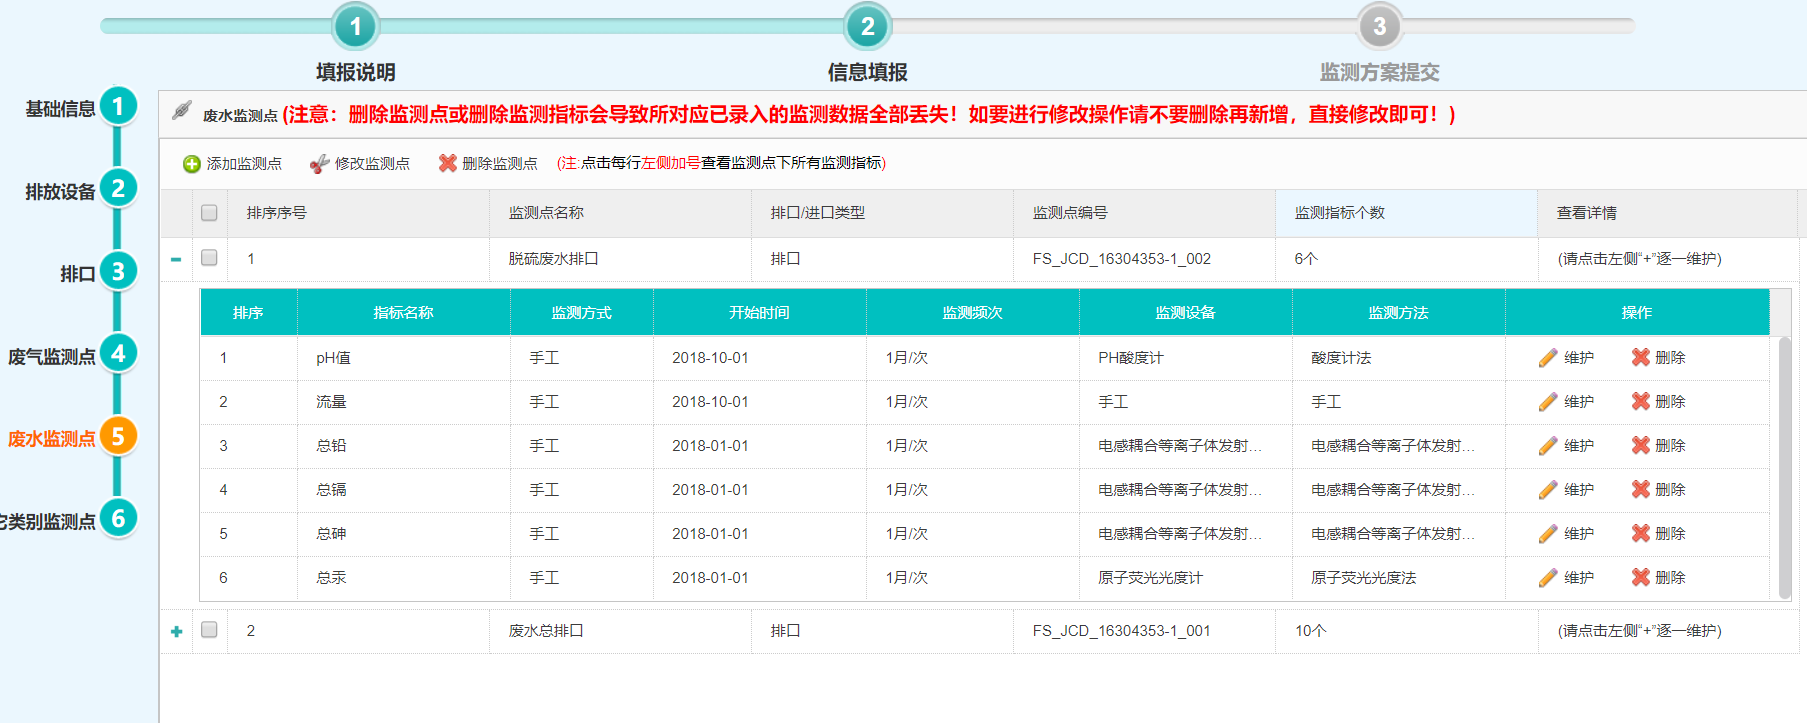 1 2 3
填报说明 信息填报 监测方案提交
基础信息 1
排放设备 2
排口 3
废气监测点 4
废水监测点 5
它类别监测点 6
废水监测点 (注意：删除监测点或删除监测指标会导致所对应已录入的监测数据全部丢失！如要进行修改操作请不要删除再新增，直接修改即可！)
添加监测点 修改监测点 删除监测点 (注:点击每行左侧加号查看监测点下所有监测指标)
排序序号 监测点名称 排口/进口类型 监测点编号 监测指标个数 查看详情
1 脱硫废水排口 排口 FS_JCD_16304353-1_002 6个 (请点击左侧“+”逐一维护)
排序 指标名称 监测方式 开始时间 监测频次 监测设备 监测方法 操作
1 pH值 手工 2018-10-01 1月/次 PH酸度计 酸度计法 维护 删除
2 流量 手工 2018-10-01 1月/次 手工 手工 维护 删除
3 总铅 手工 2018-01-01 1月/次 电感耦合等离子体发射... 电感耦合等离子体发射... 维护 删除
4 总镉 手工 2018-01-01 1月/次 电感耦合等离子体发射... 电感耦合等离子体发射... 维护 删除
5 总砷 手工 2018-01-01 1月/次 电感耦合等离子体发射... 电感耦合等离子体发射... 维护 删除
6 总汞 手工 2018-01-01 1月/次 原子荧光光度计 原子荧光光度法 维护 删除
2 废水总排口 排口 FS_JCD_16304353-1_001 10个 (请点击左侧“+”逐一维护)